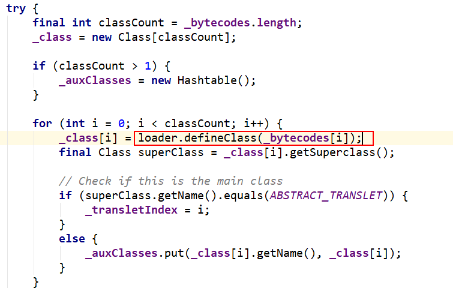 try {
final int classCount = _bytecodes.length;
_class = new Class[classCount];
if (classCount > 1) {
_auxClasses = new Hashtable();
}
for (int i = 0; i < classCount; i++) {
_class[i] = loader.defineClass(_bytecodes[i]);
final Class superClass = _class[i].getSuperclass();
// Check if this is the main class
if (superClass.getName().equals(ABSTRACT_TRANSLET)) {
_transletIndex = i;
}
else {
_auxClasses.put(_class[i].getName(), _class[i]);
}
}